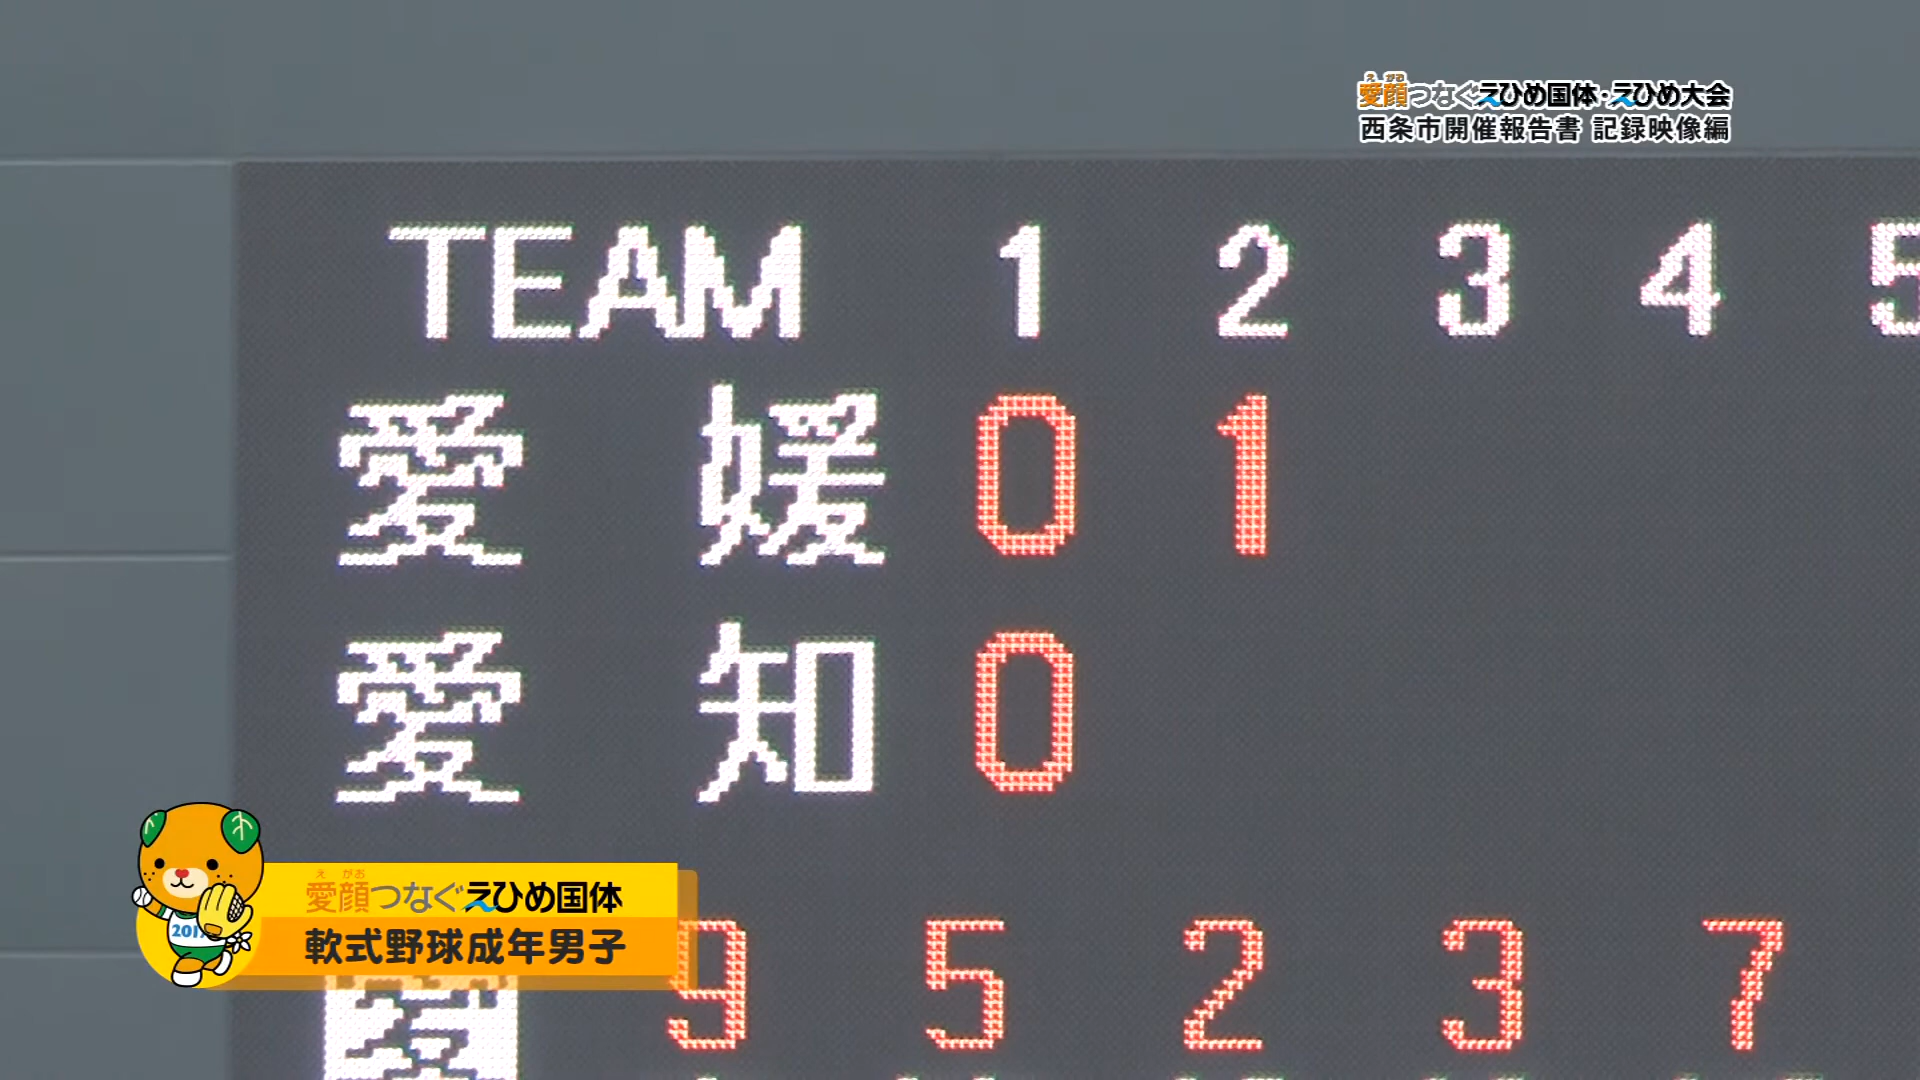 愛顔つなぐえひめ国体・えひめ大会
西条市開催報告書 記録映像編
TEAM 1 2 3 4 5
愛媛 0 1
愛知 0
えがお
愛顔つなぐえひめ国体
軟式野球成年男子
9 5 2 3 7